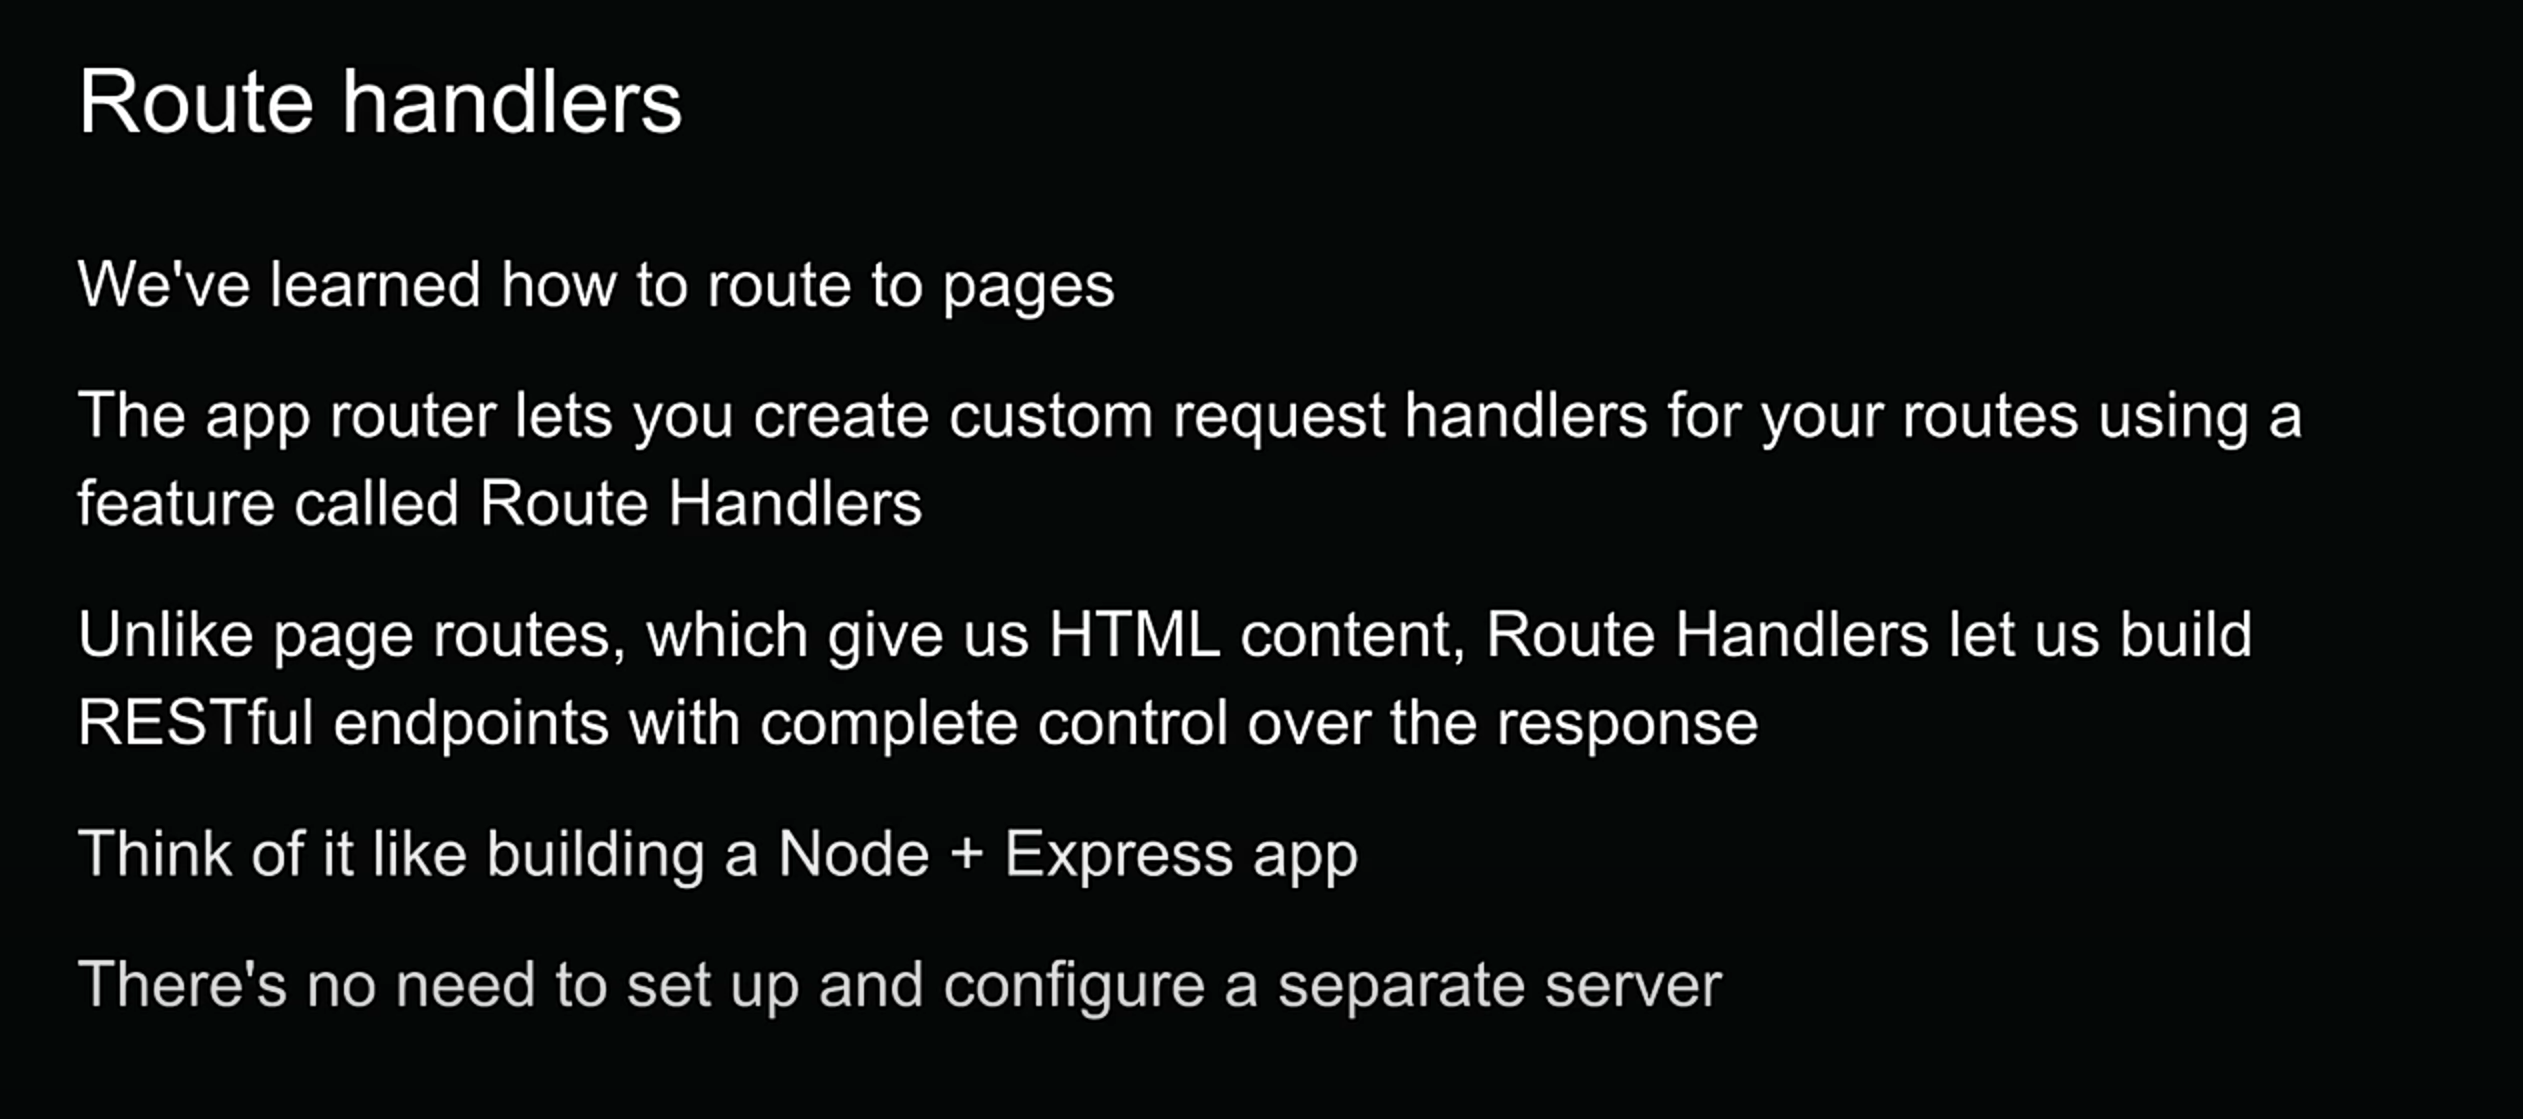 Route handlers
We've learned how to route to pages
The app router lets you create custom request handlers for your routes using a
feature called Route Handlers
Unlike page routes, which give us HTML content, Route Handlers let us build
RESTful endpoints with complete control over the response
Think of it like building a Node + Express app
There's no need to set up and configure a separate server